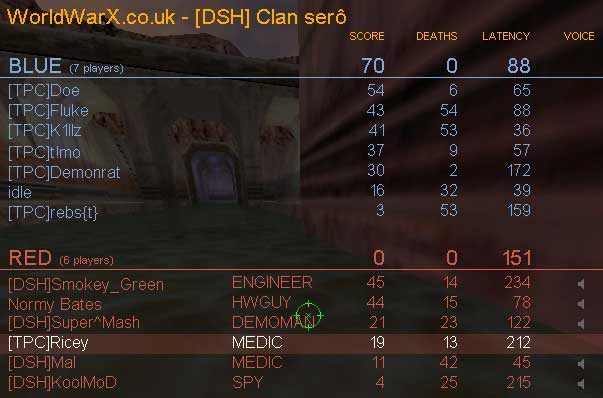 WorldWarX.co.uk - [DSH] Clan serô
SCORE DEATHS LATENCY VOICE
BLUE (7 players) 70 0 88
[TPC]Doe 54 6 65
[TPC]Fluke 43 54 88
[TPC]K1llz 41 53 36
[TPC]t!mo 37 9 57
[TPC]Demonrat 30 2 172
idle 16 32 39
[TPC]rebs{t} 3 53 159
RED (6 players) 0 0 151
[DSH]Smokey_Green ENGINEER 45 14 234
Normy Bates HWGUY 44 15 78
[DSH]Super^Mash DEMOMAN 21 23 122
[TPC]Ricey MEDIC 19 13 212
[DSH]Mal MEDIC 11 42 45
[DSH]KoolMoD SPY 4 25 215